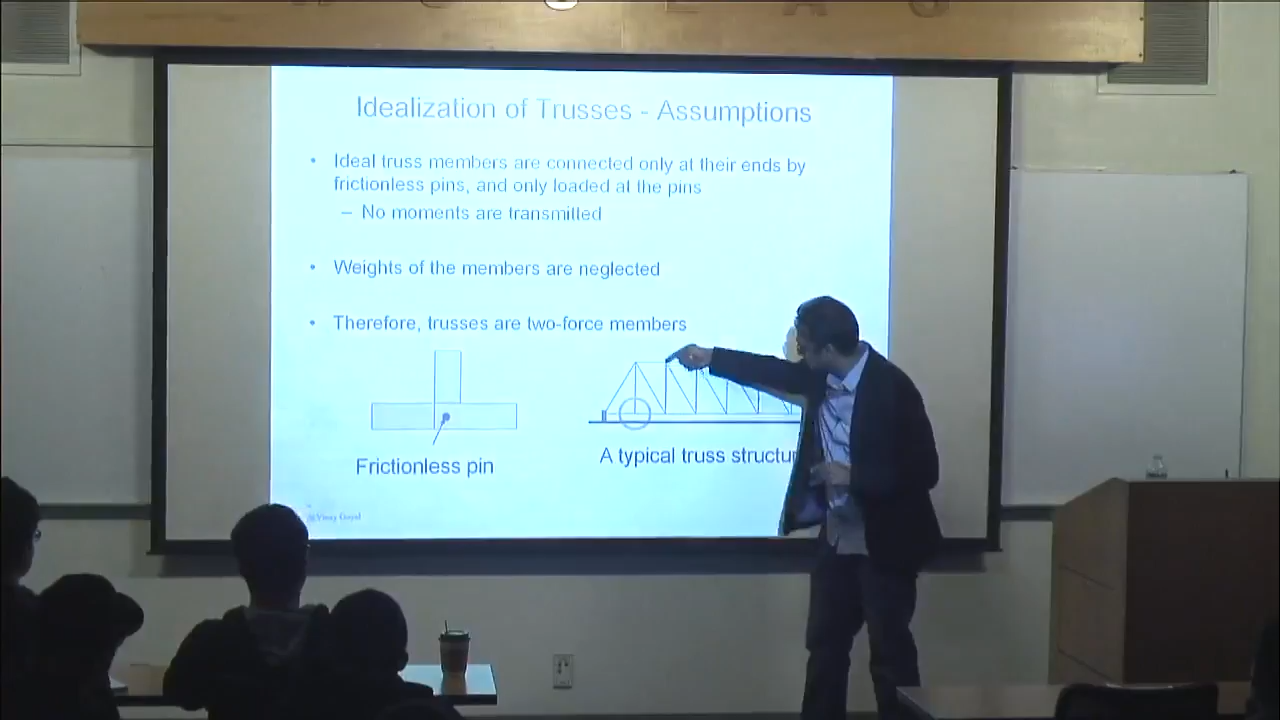 Idealization of Trusses - Assumptions
• Ideal truss members are connected only at their ends by
frictionless pins, and only loaded at the pins
– No moments are transmitted
• Weights of the members are neglected
• Therefore, trusses are two-force members
Frictionless pin
A typical truss
Vinay Goyal